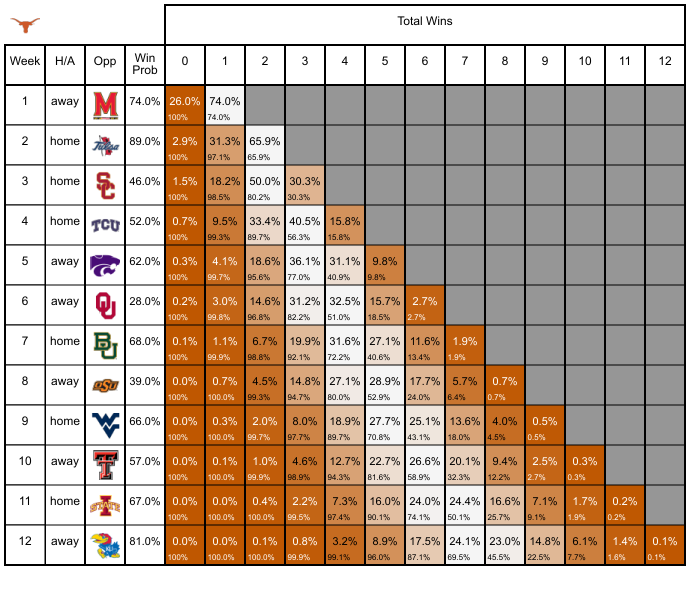 Total Wins
Week H/A Opp Win Prob 0 1 2 3 4 5 6 7 8 9 10 11 12
1 away M 74.0% 26.0% 74.0%
100% 74.0%
2 home Tulsa 89.0% 2.9% 31.3% 65.9%
100% 97.1% 65.9%
3 home SC 46.0% 1.5% 18.2% 50.0% 30.3%
100% 98.5% 80.2% 30.3%
4 home TCU 52.0% 0.7% 9.5% 33.4% 40.5% 15.8%
100% 99.3% 89.7% 56.3% 15.8%
5 away 62.0% 0.3% 4.1% 18.6% 36.1% 31.1% 9.8%
100% 99.7% 95.6% 77.0% 40.9% 9.8%
6 away OU 28.0% 0.2% 3.0% 14.6% 31.2% 32.5% 15.7% 2.7%
100% 99.8% 96.8% 82.2% 51.0% 18.5% 2.7%
7 home BU 68.0% 0.1% 1.1% 6.7% 19.9% 31.6% 27.1% 11.6% 1.9%
100% 99.9% 98.8% 92.1% 72.2% 40.6% 13.4% 1.9%
8 away OSU 39.0% 0.0% 0.7% 4.5% 14.8% 27.1% 28.9% 17.7% 5.7% 0.7%
100% 100.0% 99.3% 94.7% 80.0% 52.9% 24.0% 6.4% 0.7%
9 home WV 66.0% 0.0% 0.3% 2.0% 8.0% 18.9% 27.7% 25.1% 13.6% 4.0% 0.5%
100% 100.0% 99.7% 97.7% 89.7% 70.8% 43.1% 18.0% 4.5% 0.5%
10 away T 57.0% 0.0% 0.1% 1.0% 4.6% 12.7% 22.7% 26.6% 20.1% 9.4% 2.5% 0.3%
100% 100.0% 99.9% 98.9% 94.3% 81.6% 58.9% 32.3% 12.2% 2.7% 0.3%
11 home I STATE 67.0% 0.0% 0.0% 0.4% 2.2% 7.3% 16.0% 24.0% 24.4% 16.6% 7.1% 1.7% 0.2%
100% 100.0% 100.0% 99.5% 97.4% 90.1% 74.1% 50.1% 25.7% 9.1% 1.9% 0.2%
12 away KU 81.0% 0.0% 0.0% 0.1% 0.8% 3.2% 8.9% 17.5% 24.1% 23.0% 14.8% 6.1% 1.4% 0.1%
100% 100.0% 100.0% 99.9% 99.1% 96.0% 87.1% 69.5% 45.5% 22.5% 7.7% 1.6% 0.1%